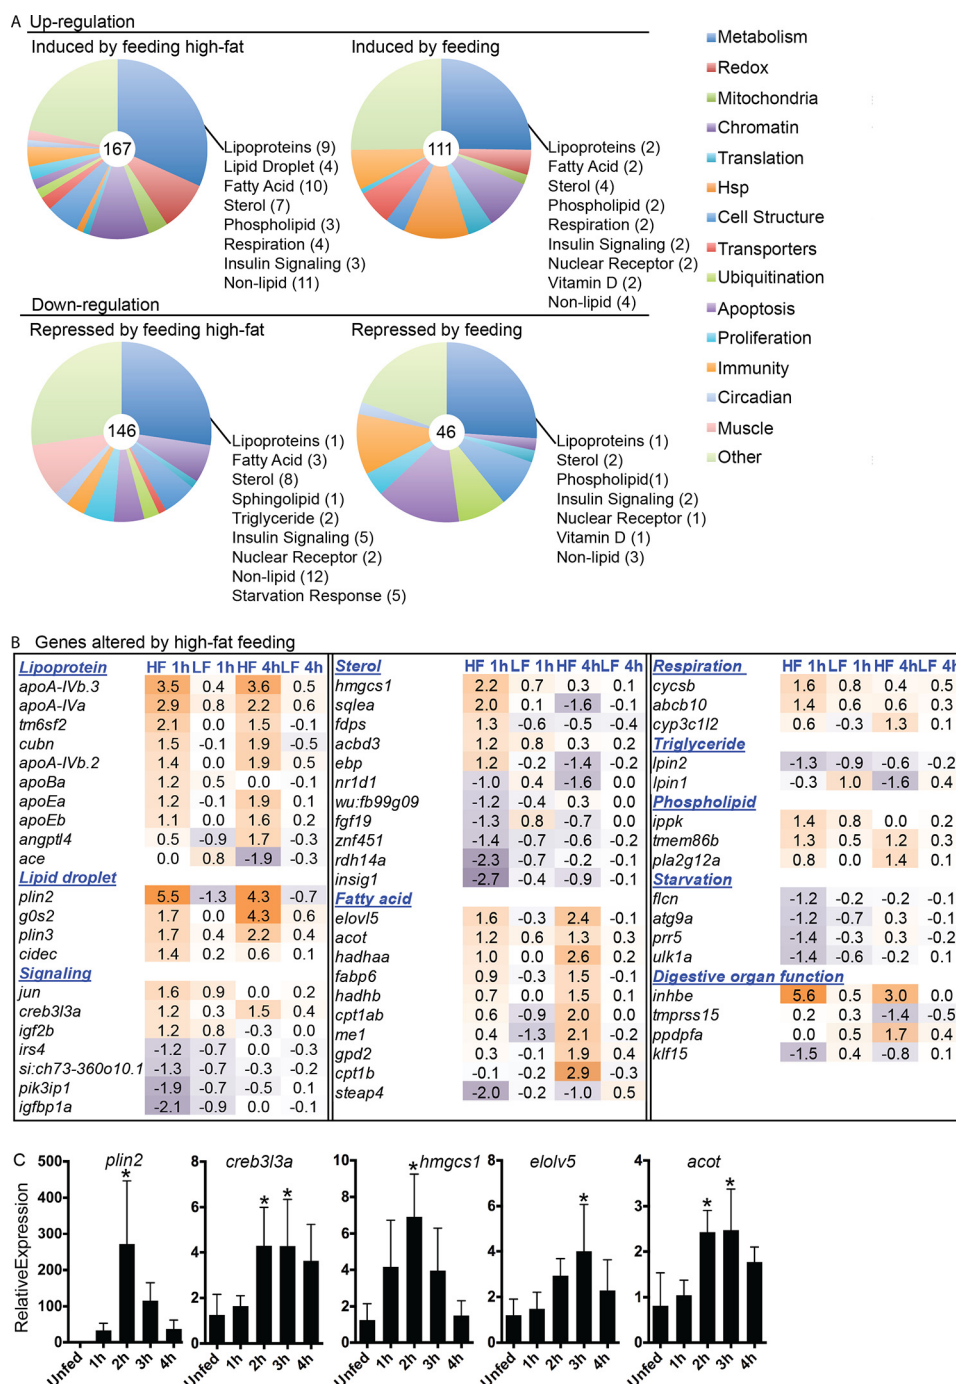 A Up-regulation
Induced by feeding high-fat
167
Lipoproteins (9)
Lipid Droplet (4)
Fatty Acid (10)
Sterol (7)
Phospholipid (3)
Respiration (4)
Insulin Signaling (3)
Non-lipid (11)
Induced by feeding
111
Lipoproteins (2)
Fatty Acid (2)
Sterol (4)
Phospholipid (2)
Respiration (2)
Insulin Signaling (2)
Nuclear Receptor (2)
Vitamin D (2)
Non-lipid (4)
Metabolism
Redox
Mitochondria
Chromatin
Translation
Hsp
Cell Structure
Transporters
Ubiquitination
Apoptosis
Proliferation
Immunity
Circadian
Muscle
Other
Down-regulation
Repressed by feeding high-fat
146
Lipoproteins (1)
Fatty Acid (3)
Sterol (8)
Sphingolipid (1)
Triglyceride (2)
Insulin Signaling (5)
Nuclear Receptor (2)
Non-lipid (12)
Starvation Response (5)
Repressed by feeding
46
Lipoproteins (1)
Sterol (2)
Phospholipid(1)
Insulin Signaling (2)
Nuclear Receptor (1)
Vitamin D (1)
Non-lipid (3)
B Genes altered by high-fat feeding
Lipoprotein HF 1h LF 1h HF 4h LF 4h
apoA-IVb.3 3.5 0.4 3.6 0.5
apoA-IVa 2.9 0.8 2.2 0.6
tm6sf2 2.1 0.0 1.5 -0.1
cubn 1.5 -0.1 1.9 -0.5
apoA-IVb.2 1.4 0.0 1.9 0.5
apoBa 1.2 0.5 0.0 -0.1
apoEa 1.2 -0.1 1.9 0.1
apoEb 1.1 0.0 1.6 0.2
angptl4 0.5 -0.9 1.7 -0.3
ace 0.0 0.8 -1.9 -0.3
Lipid droplet
plin2 5.5 -1.3 4.3 -0.7
g0s2 1.7 0.0 4.3 0.6
plin3 1.7 0.4 2.2 0.4
cidec 1.4 0.2 0.6 0.1
Signaling
jun 1.6 0.9 0.0 0.2
creb3l3a 1.2 0.3 1.5 0.4
igf2b 1.2 0.8 -0.3 0.0
irs4 -1.2 -0.7 0.0 -0.3
si:ch73-360o10.1 -1.3 -0.7 -0.3 -0.2
pik3ip1 -1.9 -0.7 -0.5 0.1
igfbp1a -2.1 -0.9 0.0 -0.1
Sterol HF 1h LF 1h HF 4h LF 4h
hmgcs1 2.2 0.7 0.3 0.1
sqlea 2.0 0.1 -1.6 -0.1
fdps 1.3 -0.6 -0.5 -0.4
acbd3 1.2 0.8 0.3 0.2
ebp 1.2 -0.2 -1.4 -0.2
nr1d1 -1.0 0.4 -1.6 0.0
wu:fb99g09 -1.2 -0.4 0.3 0.0
fgf19 -1.3 0.8 -0.7 0.0
znf451 -1.4 -0.7 -0.6 -0.2
rdh14a -2.3 -0.7 -0.2 -0.1
insig1 -2.7 -0.4 -0.9 -0.1
Fatty acid
elovl5 1.6 -0.3 2.4 -0.1
acot 1.2 0.6 1.3 0.3
hadhaa 1.0 0.0 2.6 0.2
fabp6 0.9 -0.3 1.5 -0.1
hadhb 0.7 0.0 1.5 0.1
cpt1ab 0.6 -0.9 2.0 0.0
me1 0.4 -1.3 2.1 -0.2
gpd2 0.3 -0.1 1.9 0.4
cpt1b -0.1 -0.2 2.9 -0.3
steap4 -2.0 -0.2 -1.0 0.5
Respiration HF 1h LF 1h HF 4h LF 4h
cycsb 1.6 0.8 0.4 0.5
abcb10 1.4 0.6 0.6 0.3
cyp3c1l2 0.6 -0.3 1.3 0.1
Triglyceride
lpin2 -1.3 -0.9 -0.6 -0.2
lpin1 -0.3 1.0 -1.6 0.4
Phospholipid
ippk 1.4 0.8 0.0 0.2
tmem86b 1.3 0.5 1.2 0.3
pla2g12a 0.8 0.0 1.4 0.1
Starvation
flcn -1.2 -0.2 -0.2 -0.1
atg9a -1.2 -0.7 0.3 -0.1
prr5 -1.4 -0.3 0.3 -0.2
ulk1a -1.4 -0.6 -0.2 0.1
Digestive organ function
inhbe 5.6 0.5 3.0 0.0
tmprss15 0.2 0.3 -1.4 -0.5
ppdpfa 0.0 0.5 1.7 0.4
klf15 -1.5 0.4 -0.8 0.1
C
RelativeExpression
plin2
500
400
300
200
100
0
*
Unfed 1h 2h 3h 4h
creb3l3a
8
6
4
2
0
* *
Unfed 1h 2h 3h 4h
hmgcs1
10
8
6
4
2
0
*
Unfed 1h 2h 3h 4h
elolv5
8
6
4
2
0
*
Unfed 1h 2h 3h 4h
acot
4
3
2
1
0
* *
Unfed 1h 2h 3h 4h